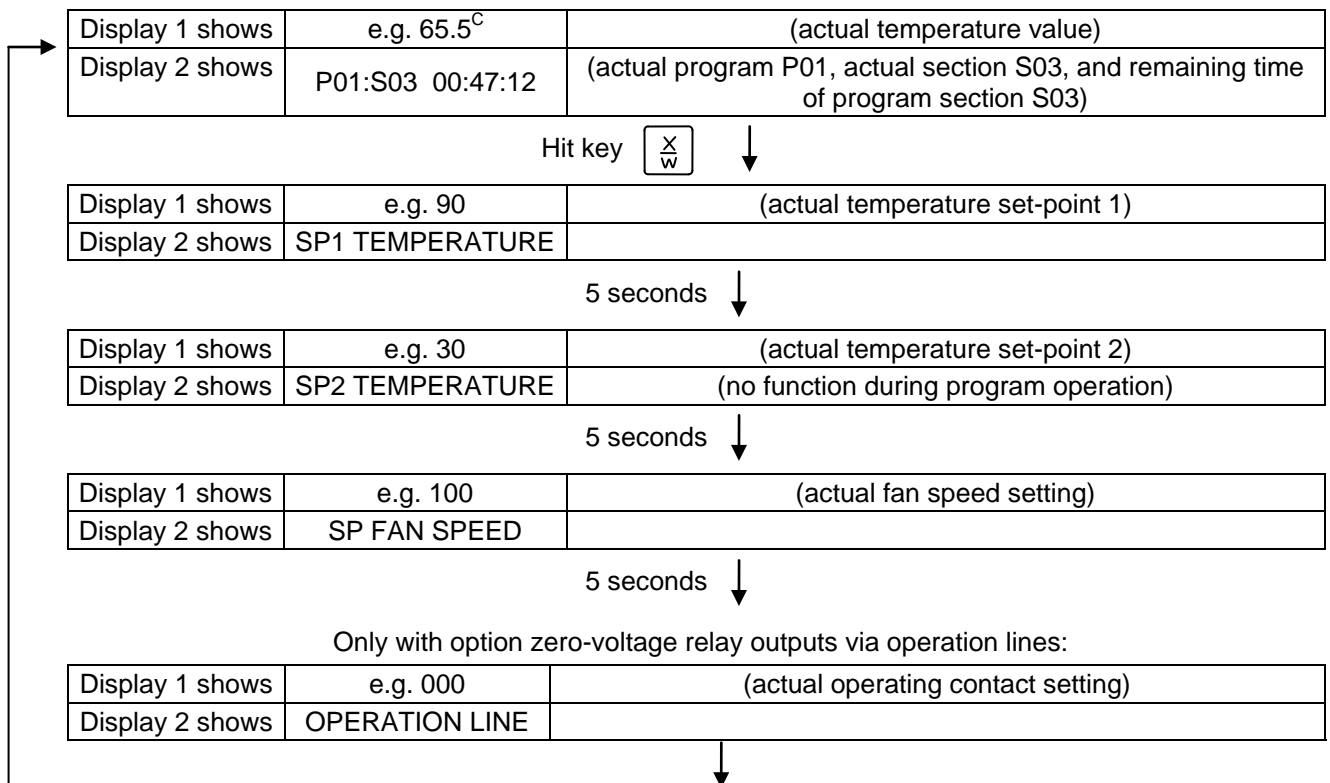 Display 1 shows e.g. 65.5C (actual temperature value)
Display 2 shows P01:S03 00:47:12 (actual program P01, actual section S03, and remaining time
of program section S03)
Hit key X W
Display 1 shows e.g. 90 (actual temperature set-point 1)
Display 2 shows SP1 TEMPERATURE
5 seconds
Display 1 shows e.g. 30 (actual temperature set-point 2)
Display 2 shows SP2 TEMPERATURE (no function during program operation)
5 seconds
Display 1 shows e.g. 100 (actual fan speed setting)
Display 2 shows SP FAN SPEED
5 seconds
Only with option zero-voltage relay outputs via operation lines:
Display 1 shows e.g. 000 (actual operating contact setting)
Display 2 shows OPERATION LINE